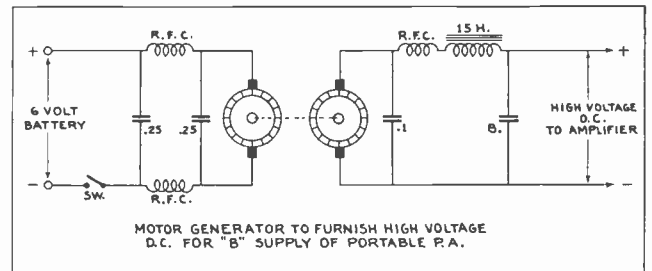 R.F.C.
R.F.C.
15 H.
+
+
6 VOLT
BATTERY
.25
.25
.1
8.
HIGH VOLTAGE
D.C.
TO AMPLIFIER
-
-
SW.
R.F.C.
MOTOR GENERATOR TO FURNISH HIGH VOLTAGE
D.C. FOR "B" SUPPLY OF PORTABLE P.A.